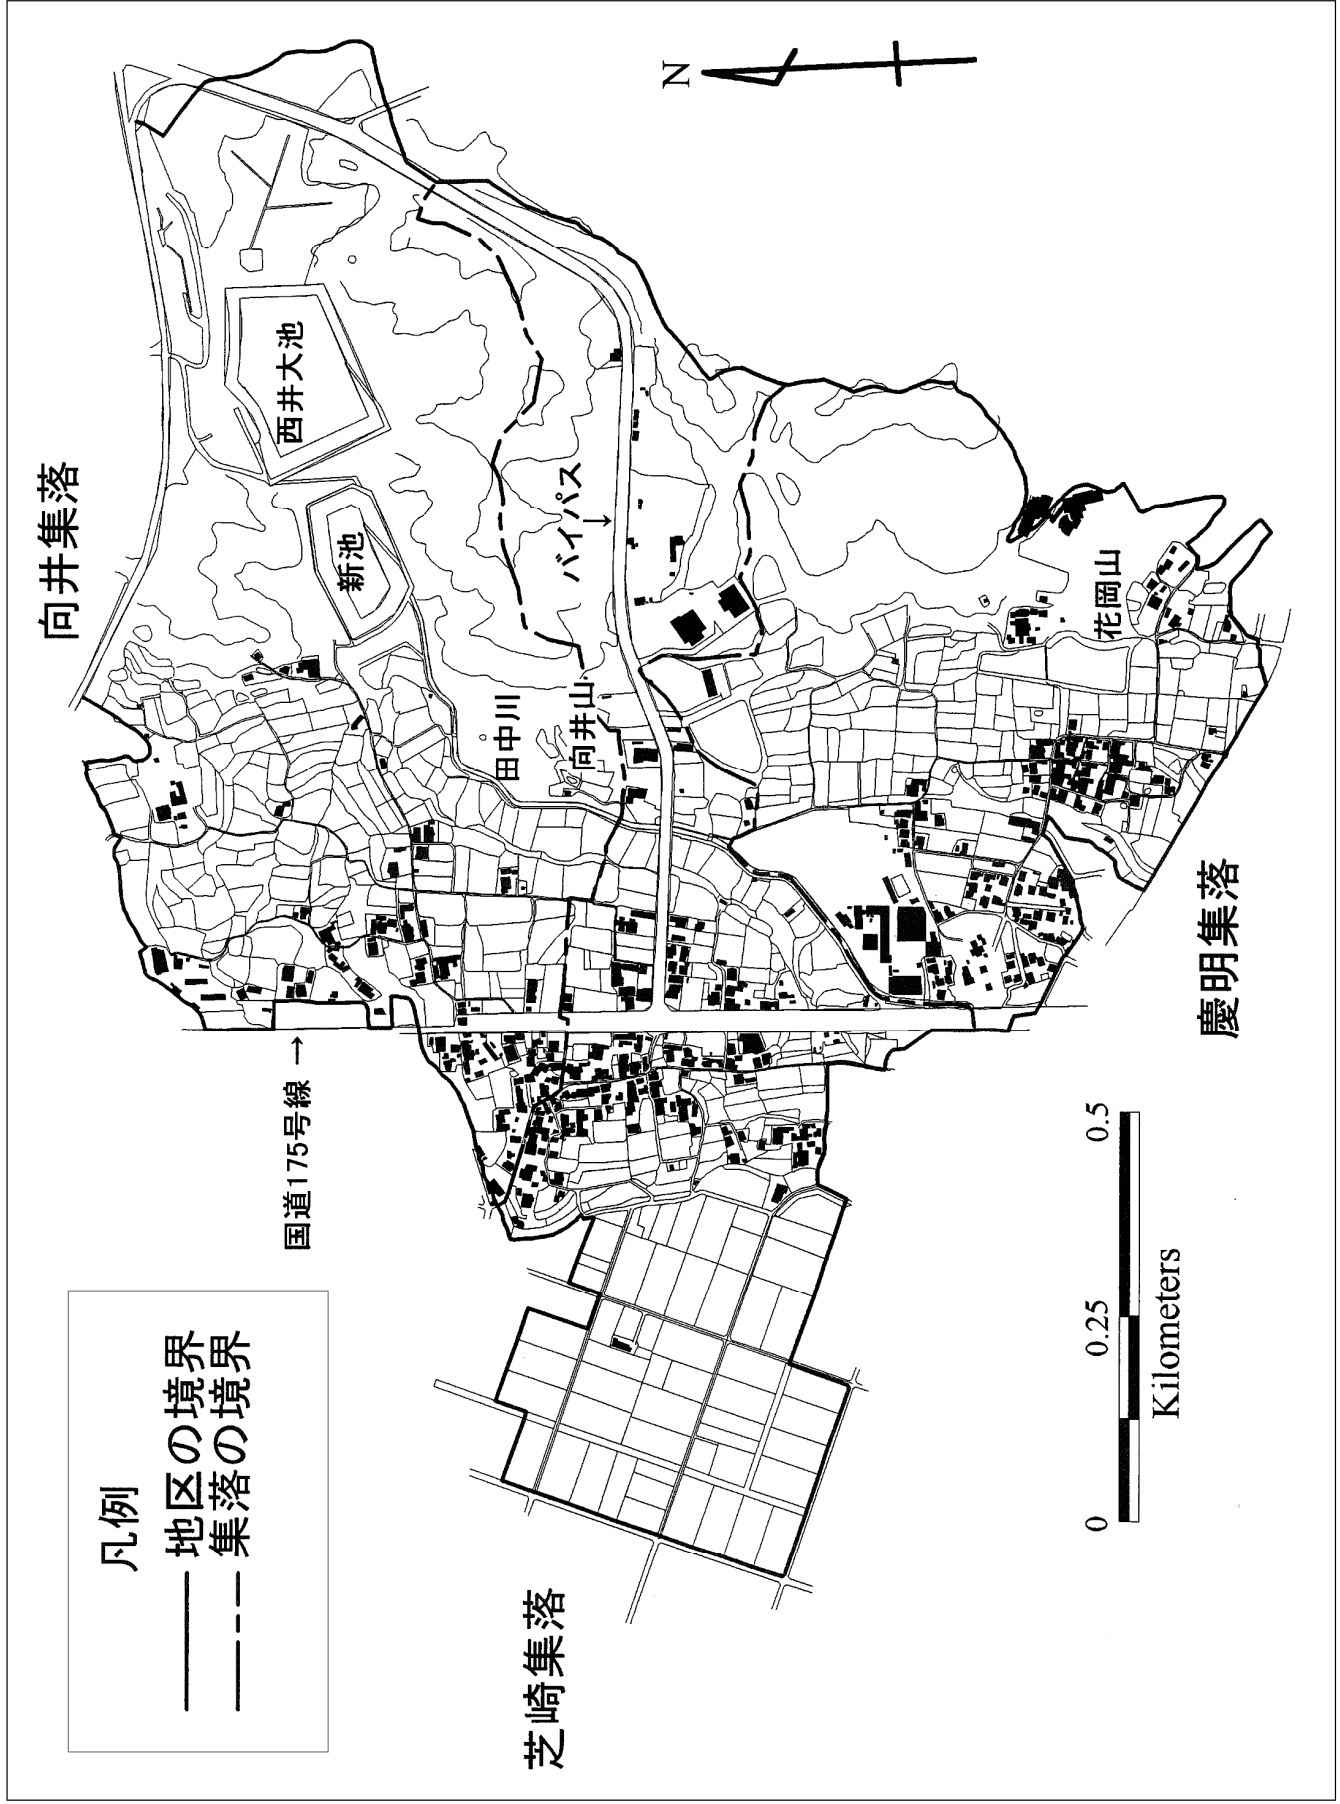 凡例
地区の境界
集落の境界
向井集落
西井大池
新池
バイパス
田中川
向井山
花岡山
慶明集落
芝崎集落
国道175号線 →
N
0
0.25
0.5
Kilometers